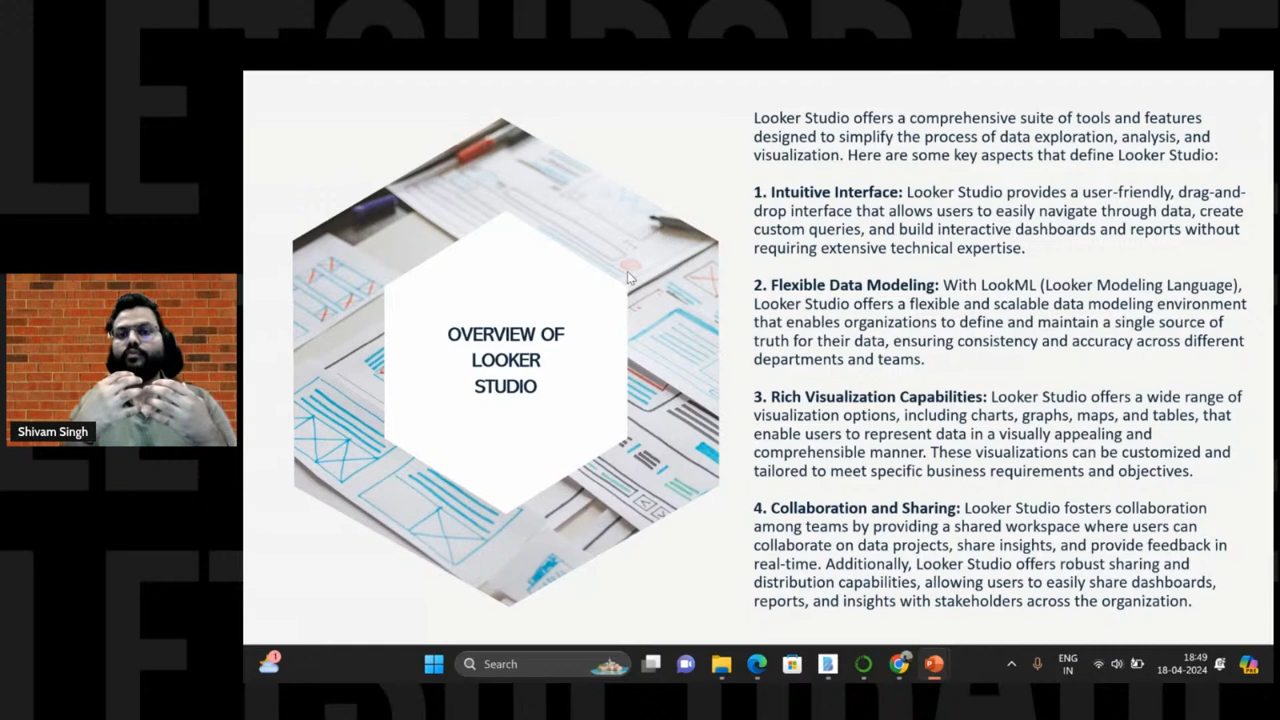 LETSUPGRADE
Looker Studio offers a comprehensive suite of tools and features
designed to simplify the process of data exploration, analysis, and
visualization. Here are some key aspects that define Looker Studio:
1. Intuitive Interface: Looker Studio provides a user-friendly, drag-and-
drop interface that allows users to easily navigate through data, create
custom queries, and build interactive dashboards and reports without
requiring extensive technical expertise.
2. Flexible Data Modeling: With LookML (Looker Modeling Language),
Looker Studio offers a flexible and scalable data modeling environment
that enables organizations to define and maintain a single source of
truth for their data, ensuring consistency and accuracy across different
departments and teams.
OVERVIEW OF
LOOKER
STUDIO
3. Rich Visualization Capabilities: Looker Studio offers a wide range of
visualization options, including charts, graphs, maps, and tables, that
enable users to represent data in a visually appealing and
comprehensible manner. These visualizations can be customized and
tailored to meet specific business requirements and objectives.
Shivam Singh
4. Collaboration and Sharing: Looker Studio fosters collaboration
among teams by providing a shared workspace where users can
collaborate on data projects, share insights, and provide feedback in
real-time. Additionally, Looker Studio offers robust sharing and
distribution capabilities, allowing users to easily share dashboards,
reports, and insights with stakeholders across the organization.
1
Search
ENG
IN
18:49
18-04-2024
PRE